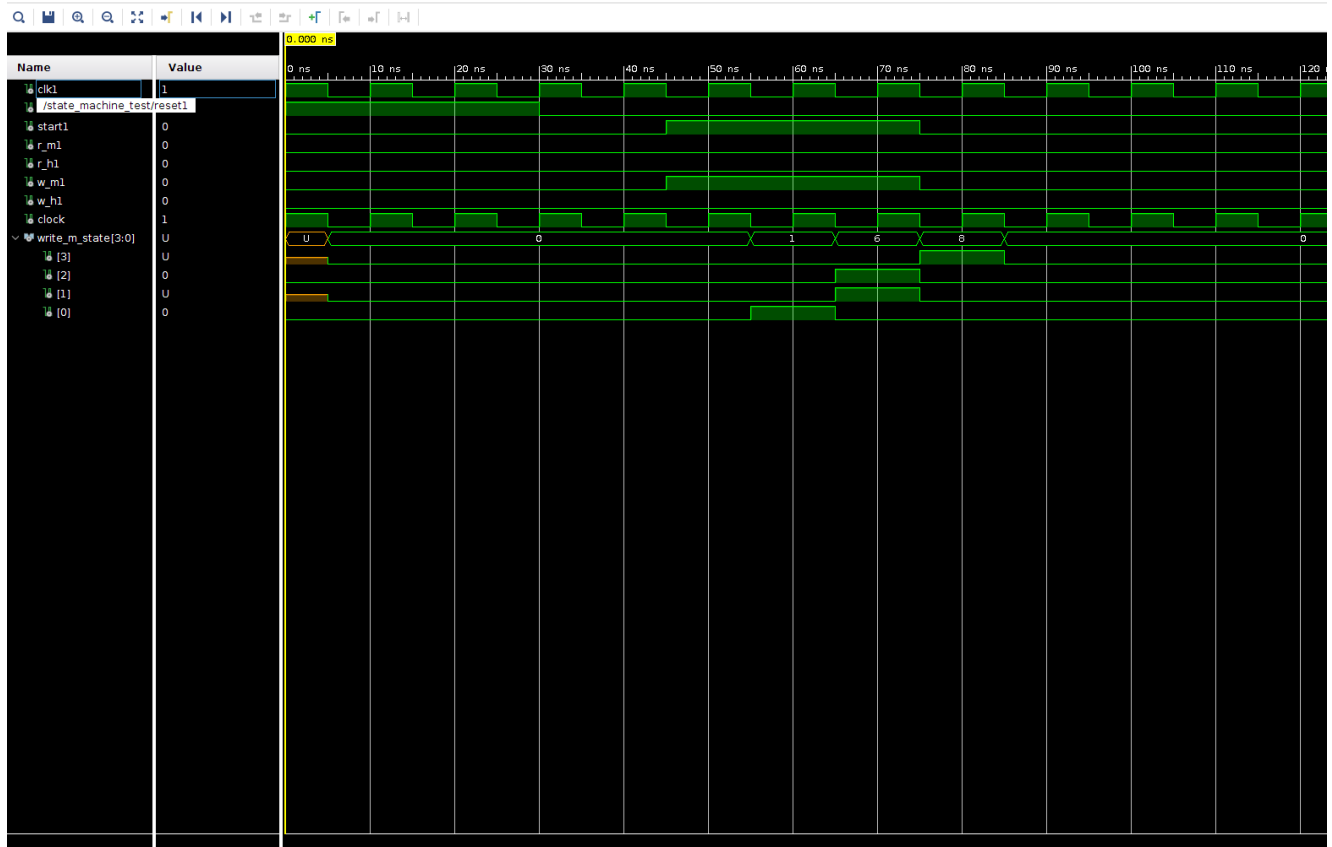 0.000 ns
Name Value
0 ns 10 ns 20 ns 30 ns 40 ns 50 ns 60 ns 70 ns 80 ns 90 ns 100 ns 110 ns 120
clk1 1
/state_machine_test/reset1
start1 0
r_m1 0
r_h1 0
w_m1 0
w_h1 0
clock 1
write_m_state[3:0] U U 0 1 6 8 0
[3] U
[2] 0
[1] U
[0] 0